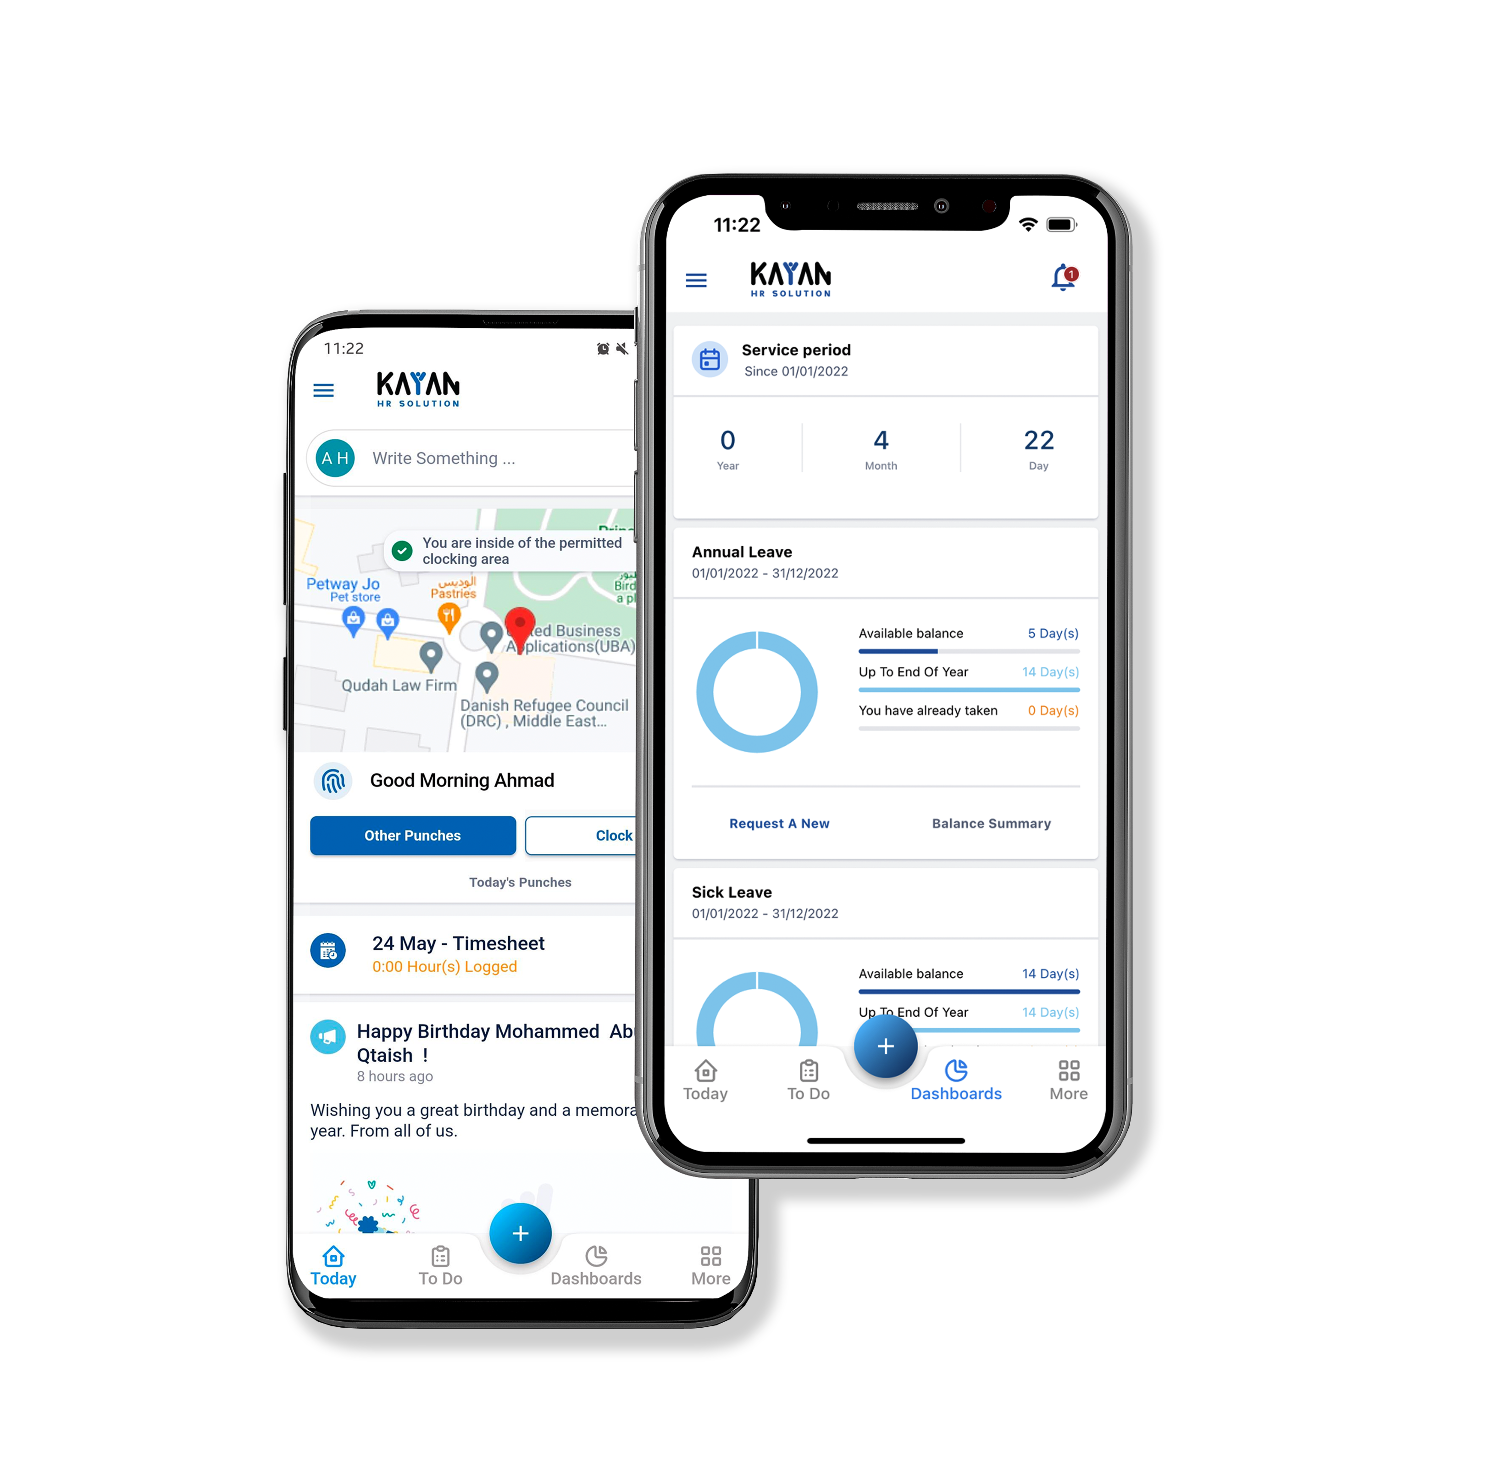 11:22
KAYAN
HR SOLUTION
A H
Write Something ...
You are inside of the permitted
clocking area
Petway Jo
Pet store
الوديس
Pastries
Business
Applications(UBA)
Qudah Law Firm
Danish Refugee Council
(DRC) , Middle East...
Good Morning Ahmad
Other Punches
Clock
Today's Punches
24 May - Timesheet
0:00 Hour(s) Logged
Happy Birthday Mohammed
Qtaish !
8 hours ago
Wishing you a great birthday and a
year. From all of us.
+
Today
To Do
Dashboards
More
11:22
KAYAN
HR SOLUTION
1
Service period
Since 01/01/2022
0
4
22
Year
Month
Day
Annual Leave
01/01/2022 - 31/12/2022
Available balance 5 Day(s)
Up To End Of Year 14 Day(s)
You have already taken 0 Day(s)
Request A New
Balance Summary
Sick Leave
01/01/2022 - 31/12/2022
Available balance 14 Day(s)
Up To End Of Year 14 Day(s)
+
Today
To Do
Dashboards
More